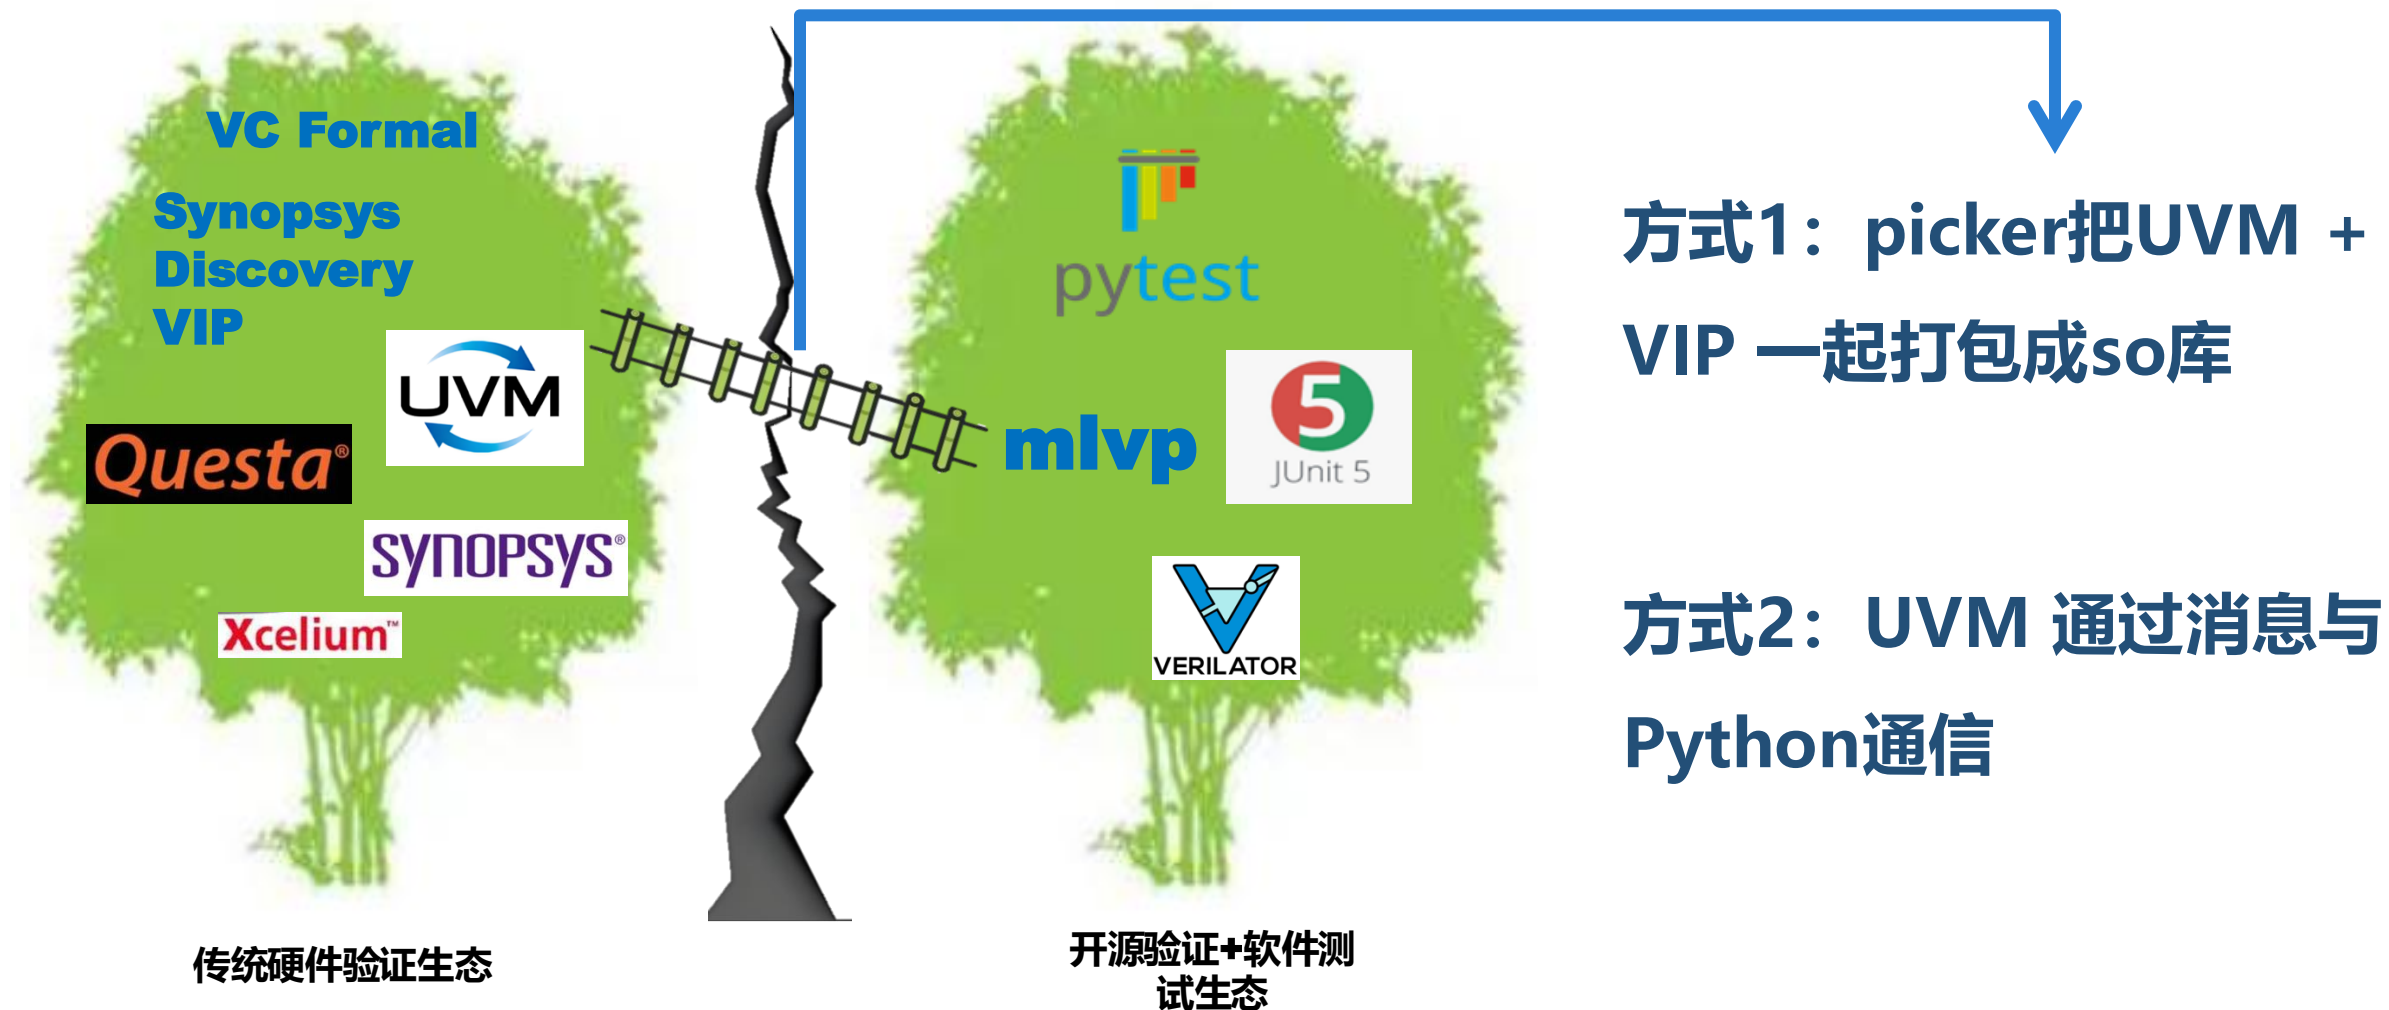 VC Formal
Synopsys
Discovery
VIP
UVM
Questa®
SYNOPSYS®
Xcelium™
传统硬件验证生态
pytest
mlvp
5
JUnit 5
VERILATOR
开源验证+软件测
试生态
方式1：picker把UVM +
VIP 一起打包成so库
方式2：UVM 通过消息与
Python通信